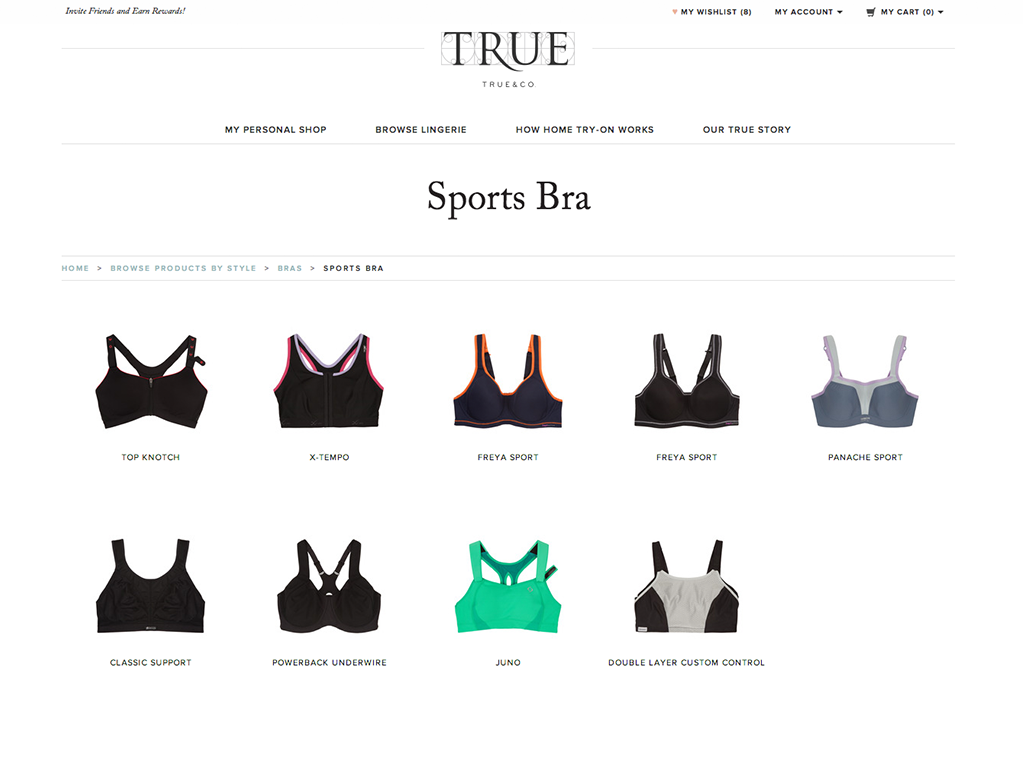 Invite Friends and Earn Rewards!
♥ MY WISHLIST (8) MY ACCOUNT MY CART (0)
TRUE
TRUE&CO.
MY PERSONAL SHOP BROWSE LINGERIE HOW HOME TRY-ON WORKS OUR TRUE STORY
Sports Bra
HOME > BROWSE PRODUCTS BY STYLE > BRAS > SPORTS BRA
TOP KNOTCH X-TEMPO FREYA SPORT FREYA SPORT PANACHE SPORT
CLASSIC SUPPORT POWERBACK UNDERWIRE JUNO DOUBLE LAYER CUSTOM CONTROL